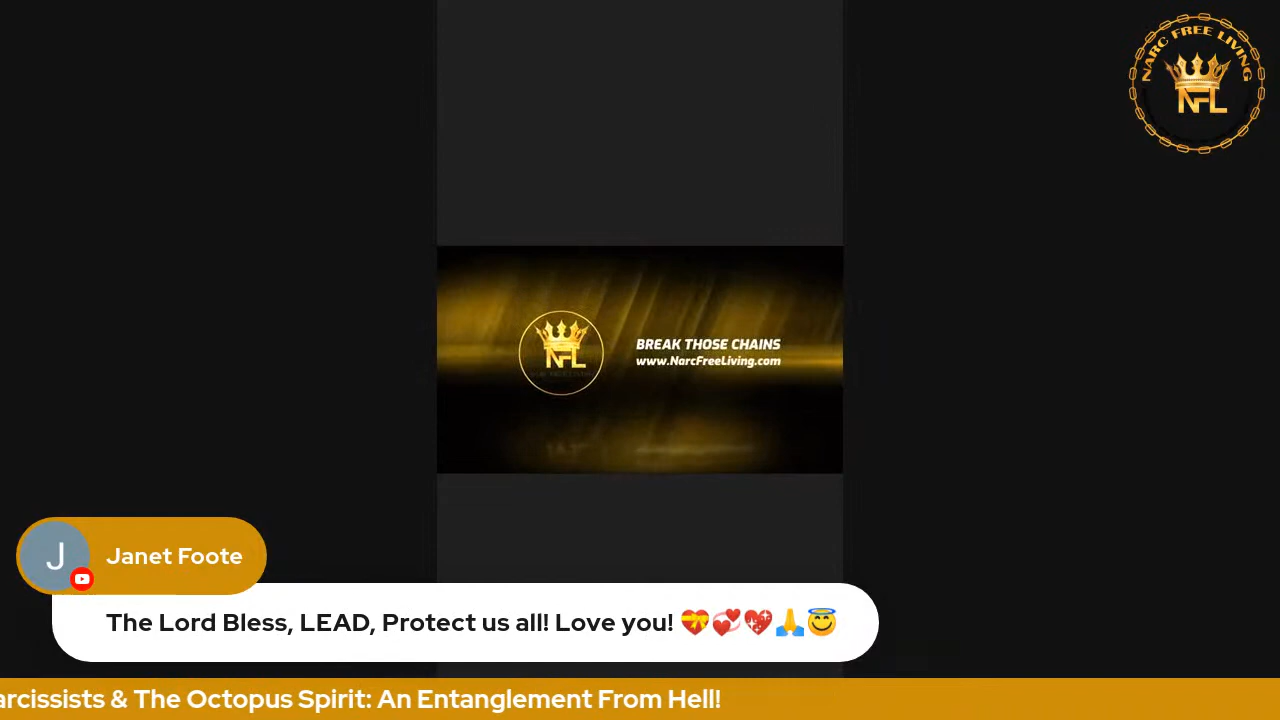 NARC FREE LIVING
NFL
NFL
BREAK THOSE CHAINS
www.NarcFreeLiving.com
J
Janet Foote
The Lord Bless, LEAD, Protect us all! Love you! 💝💞💖🙏😇
arcissists & The Octopus Spirit: An Entanglement From Hell!